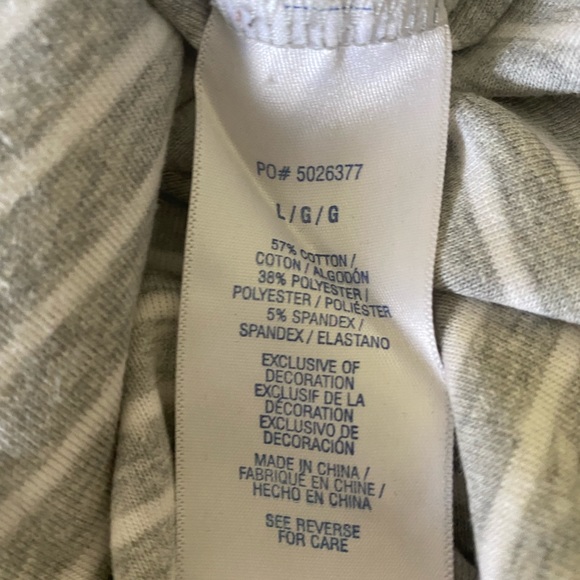 PO# 5026377
L/G/G
57% COTTON /
COTON / ALGODÓN
38% POLYESTER /
POLYESTER / POLIÉSTER
5% SPANDEX /
SPANDEX / ELASTANO
EXCLUSIVE OF
DECORATION
EXCLUSIF DE LA
DÉCORATION
EXCLUSIVO DE
DECORACIÓN
MADE IN CHINA /
FABRIQUÉ EN CHINE /
HECHO EN CHINA
SEE REVERSE
FOR CARE